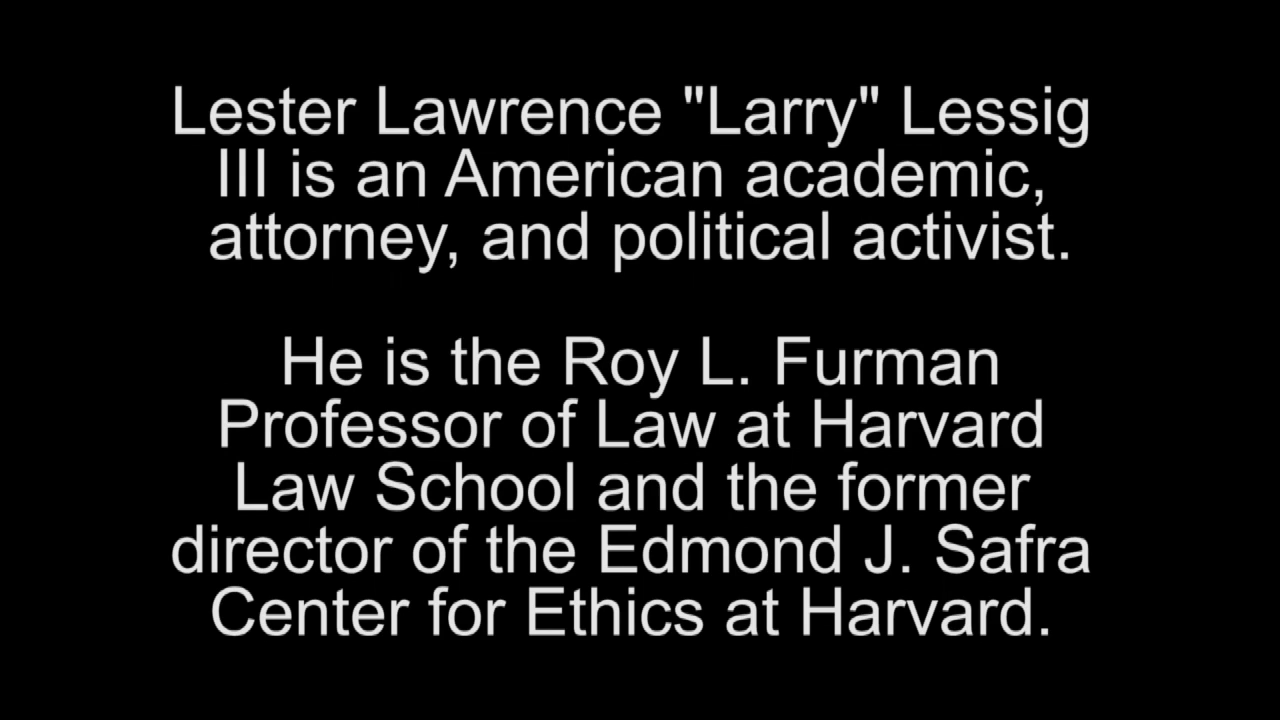 Lester Lawrence "Larry" Lessig
III is an American academic,
attorney, and political activist.
He is the Roy L. Furman
Professor of Law at Harvard
Law School and the former
director of the Edmond J. Safra
Center for Ethics at Harvard.